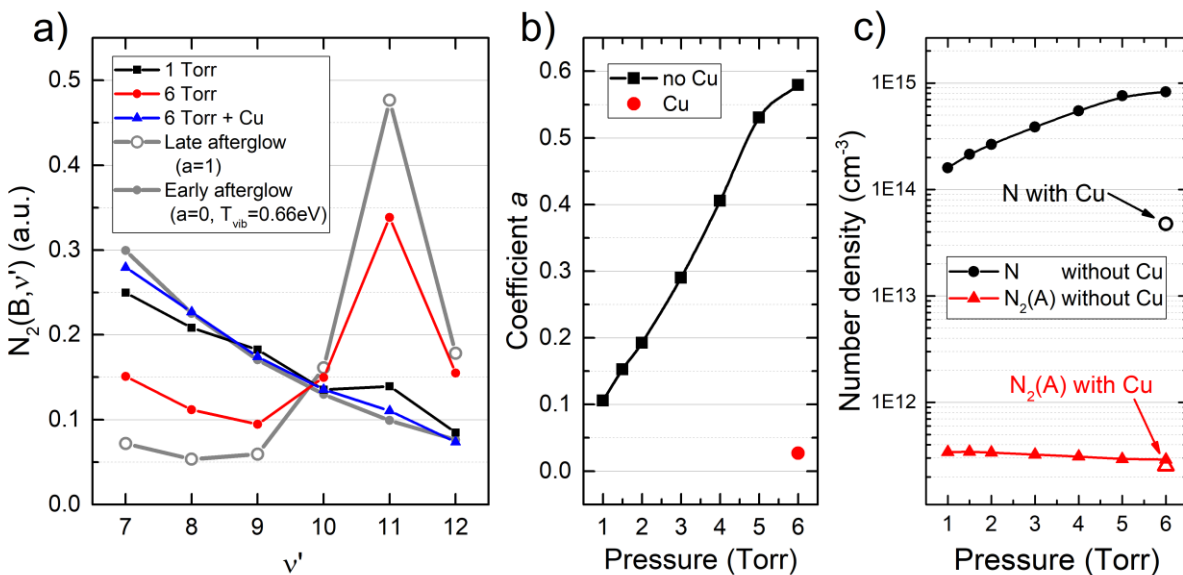 a)
N₂(B,ν') (a.u.)
0.5
0.4
0.3
0.2
0.1
0.0
1 Torr
6 Torr
6 Torr + Cu
Late afterglow
(a=1)
Early afterglow
(a=0, Tvib=0.66eV)
7 8 9 10 11 12
ν'
b)
Coefficient a
0.6
0.5
0.4
0.3
0.2
0.1
0.0
no Cu
Cu
1 2 3 4 5 6
Pressure (Torr)
c)
Number density (cm⁻³)
1E15
1E14
1E13
1E12
N with Cu
N without Cu
N₂(A) without Cu
N₂(A) with Cu
1 2 3 4 5 6
Pressure (Torr)